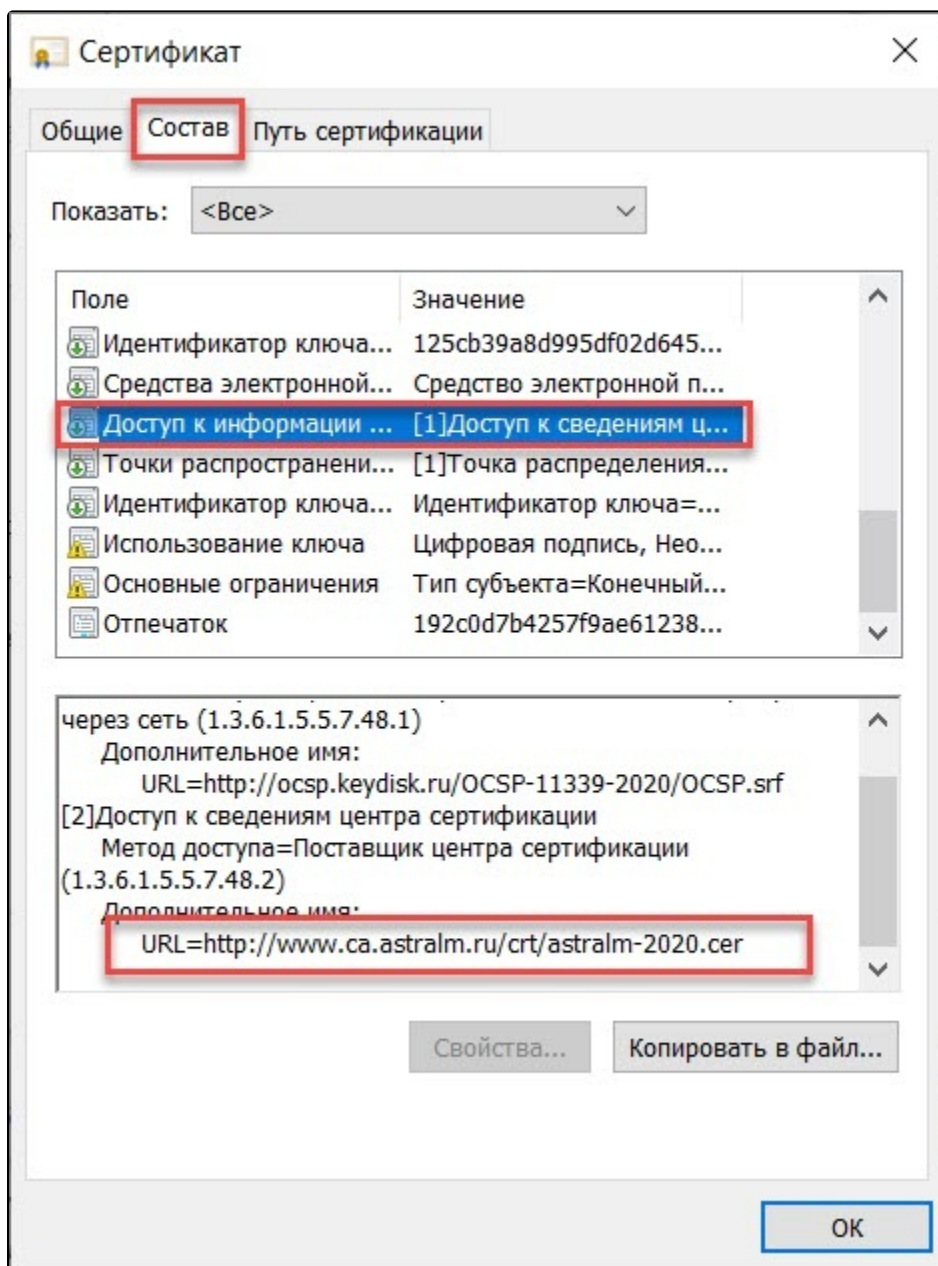 Сертификат
Общие Состав Путь сертификации
Показать: <Все>
Поле Значение
Идентификатор ключа... 125cb39a8d995df02d645...
Средства электронной... Средство электронной п...
Доступ к информации ... [1]Доступ к сведениям ц...
Точки распространени... [1]Точка распределения...
Идентификатор ключа... Идентификатор ключа=...
Использование ключа Цифровая подпись, Нео...
Основные ограничения Тип субъекта=Конечный...
Отпечаток 192c0d7b4257f9ae61238...
через сеть (1.3.6.1.5.5.7.48.1)
Дополнительное имя:
URL=http://ocsp.keydisk.ru/OCSP-11339-2020/OCSP.srf
[2]Доступ к сведениям центра сертификации
Метод доступа=Поставщик центра сертификации
(1.3.6.1.5.5.7.48.2)
Дополнительное имя:
URL=http://www.ca.astralm.ru/crt/astralm-2020.cer
Свойства... Копировать в файл...
ОК